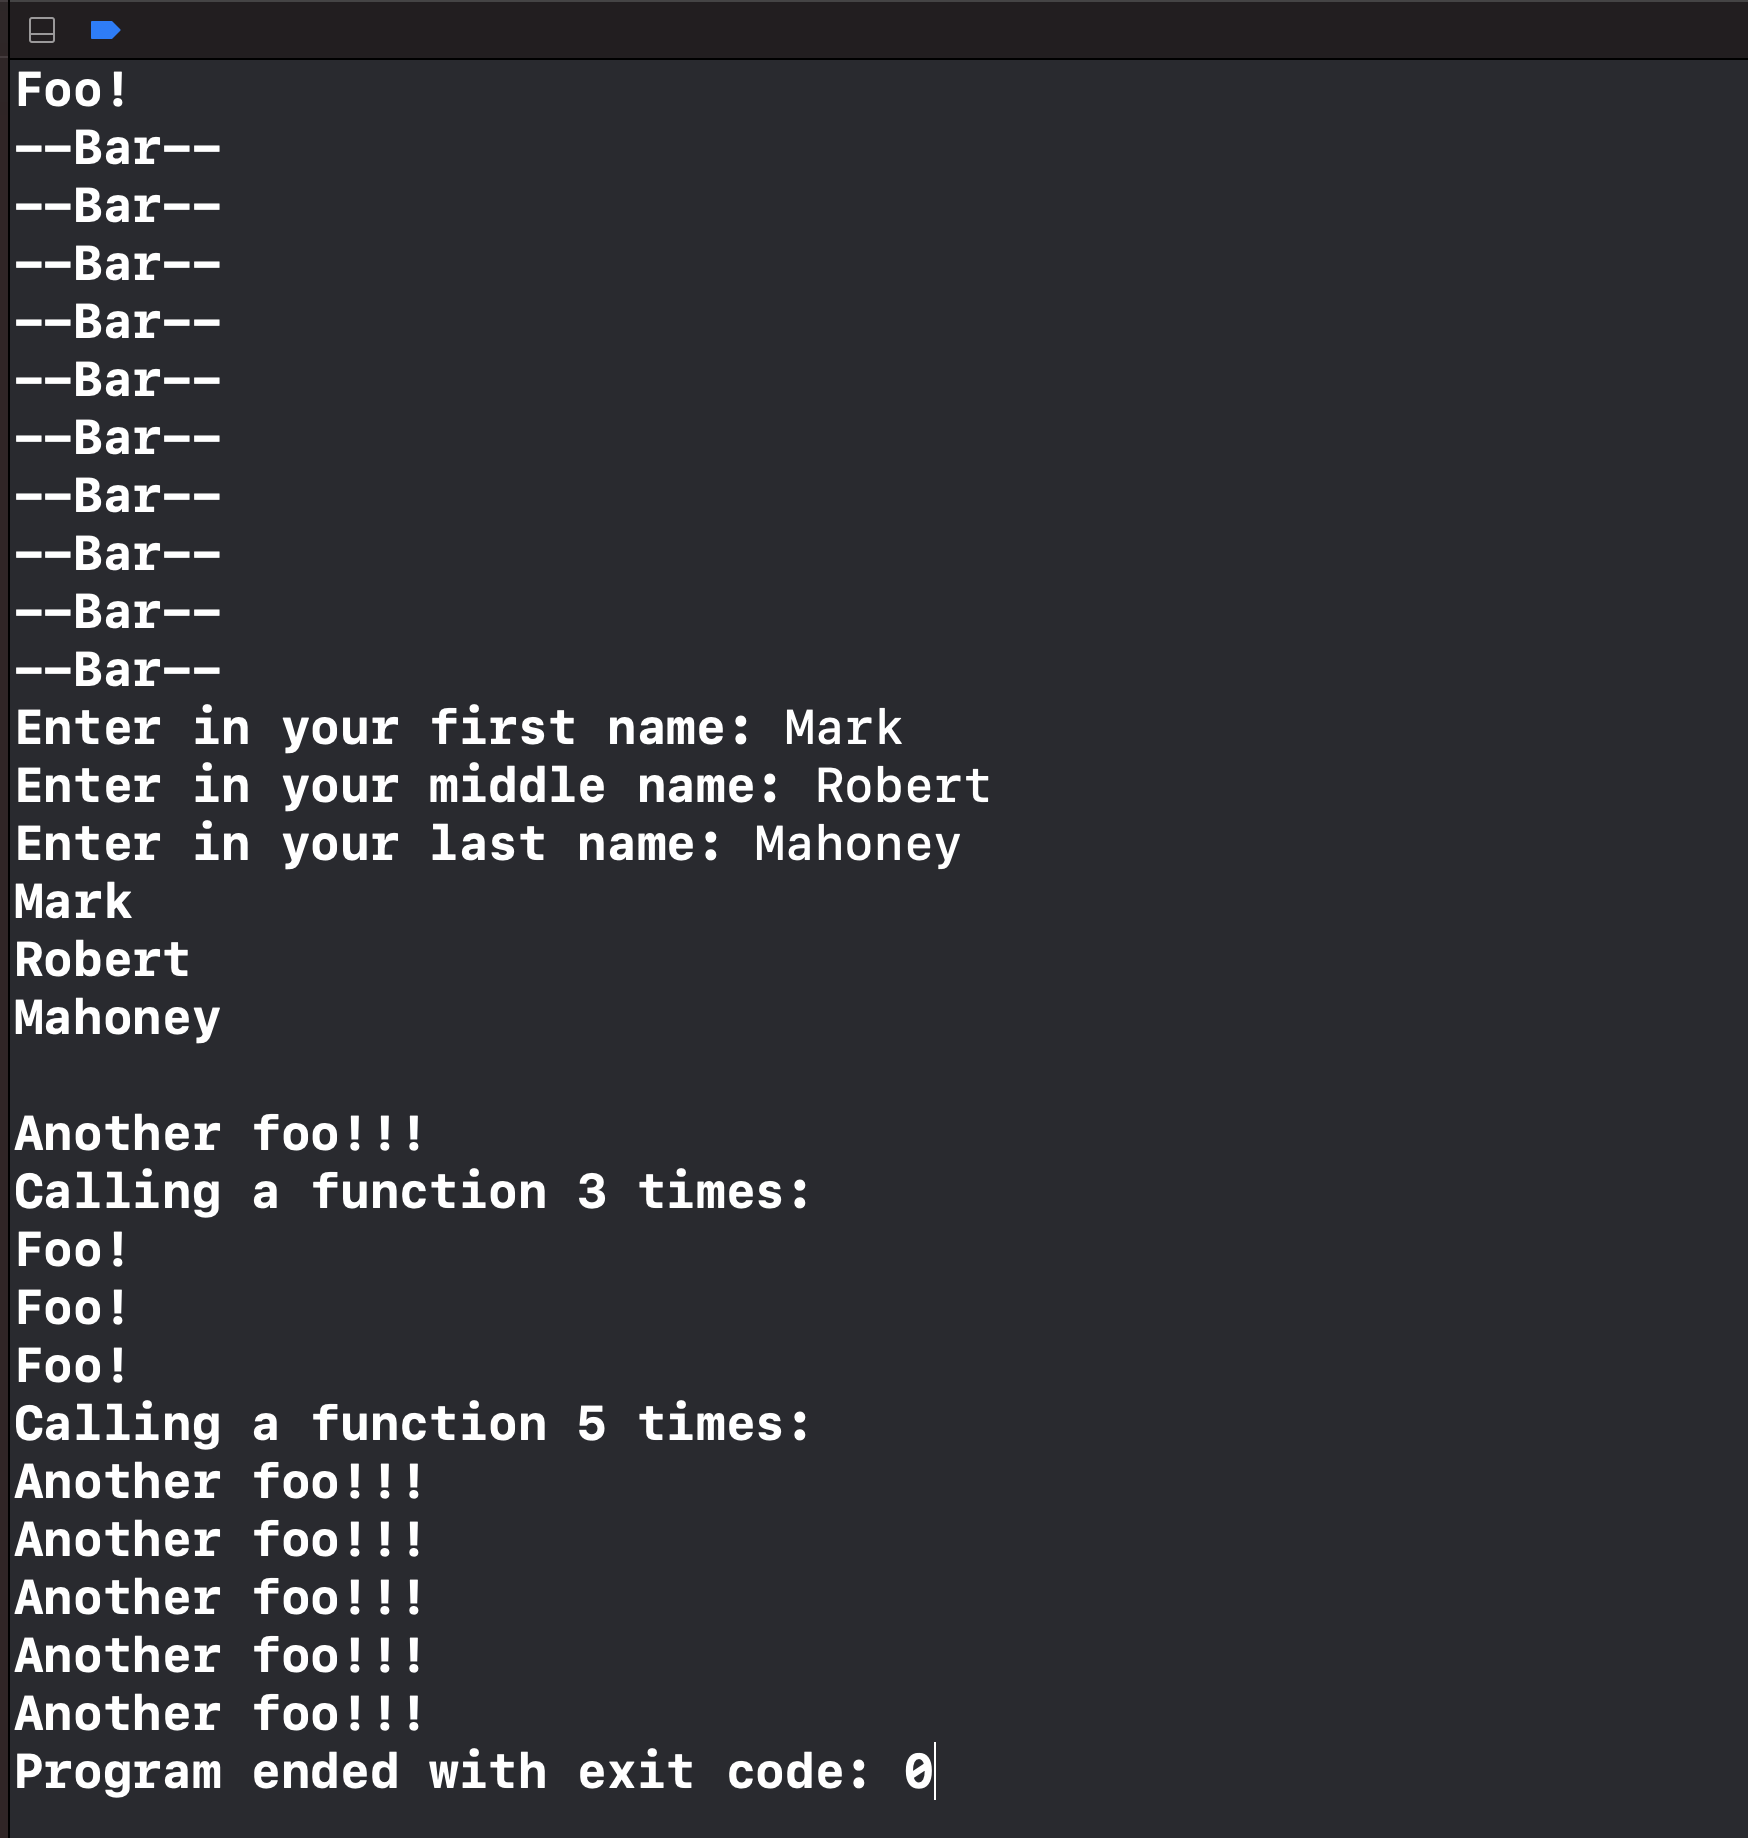 Foo!
--Bar--
--Bar--
--Bar--
--Bar--
--Bar--
--Bar--
--Bar--
--Bar--
--Bar--
--Bar--
Enter in your first name: Mark
Enter in your middle name: Robert
Enter in your last name: Mahoney
Mark
Robert
Mahoney

Another foo!!!
Calling a function 3 times:
Foo!
Foo!
Foo!
Calling a function 5 times:
Another foo!!!
Another foo!!!
Another foo!!!
Another foo!!!
Another foo!!!
Program ended with exit code: 0